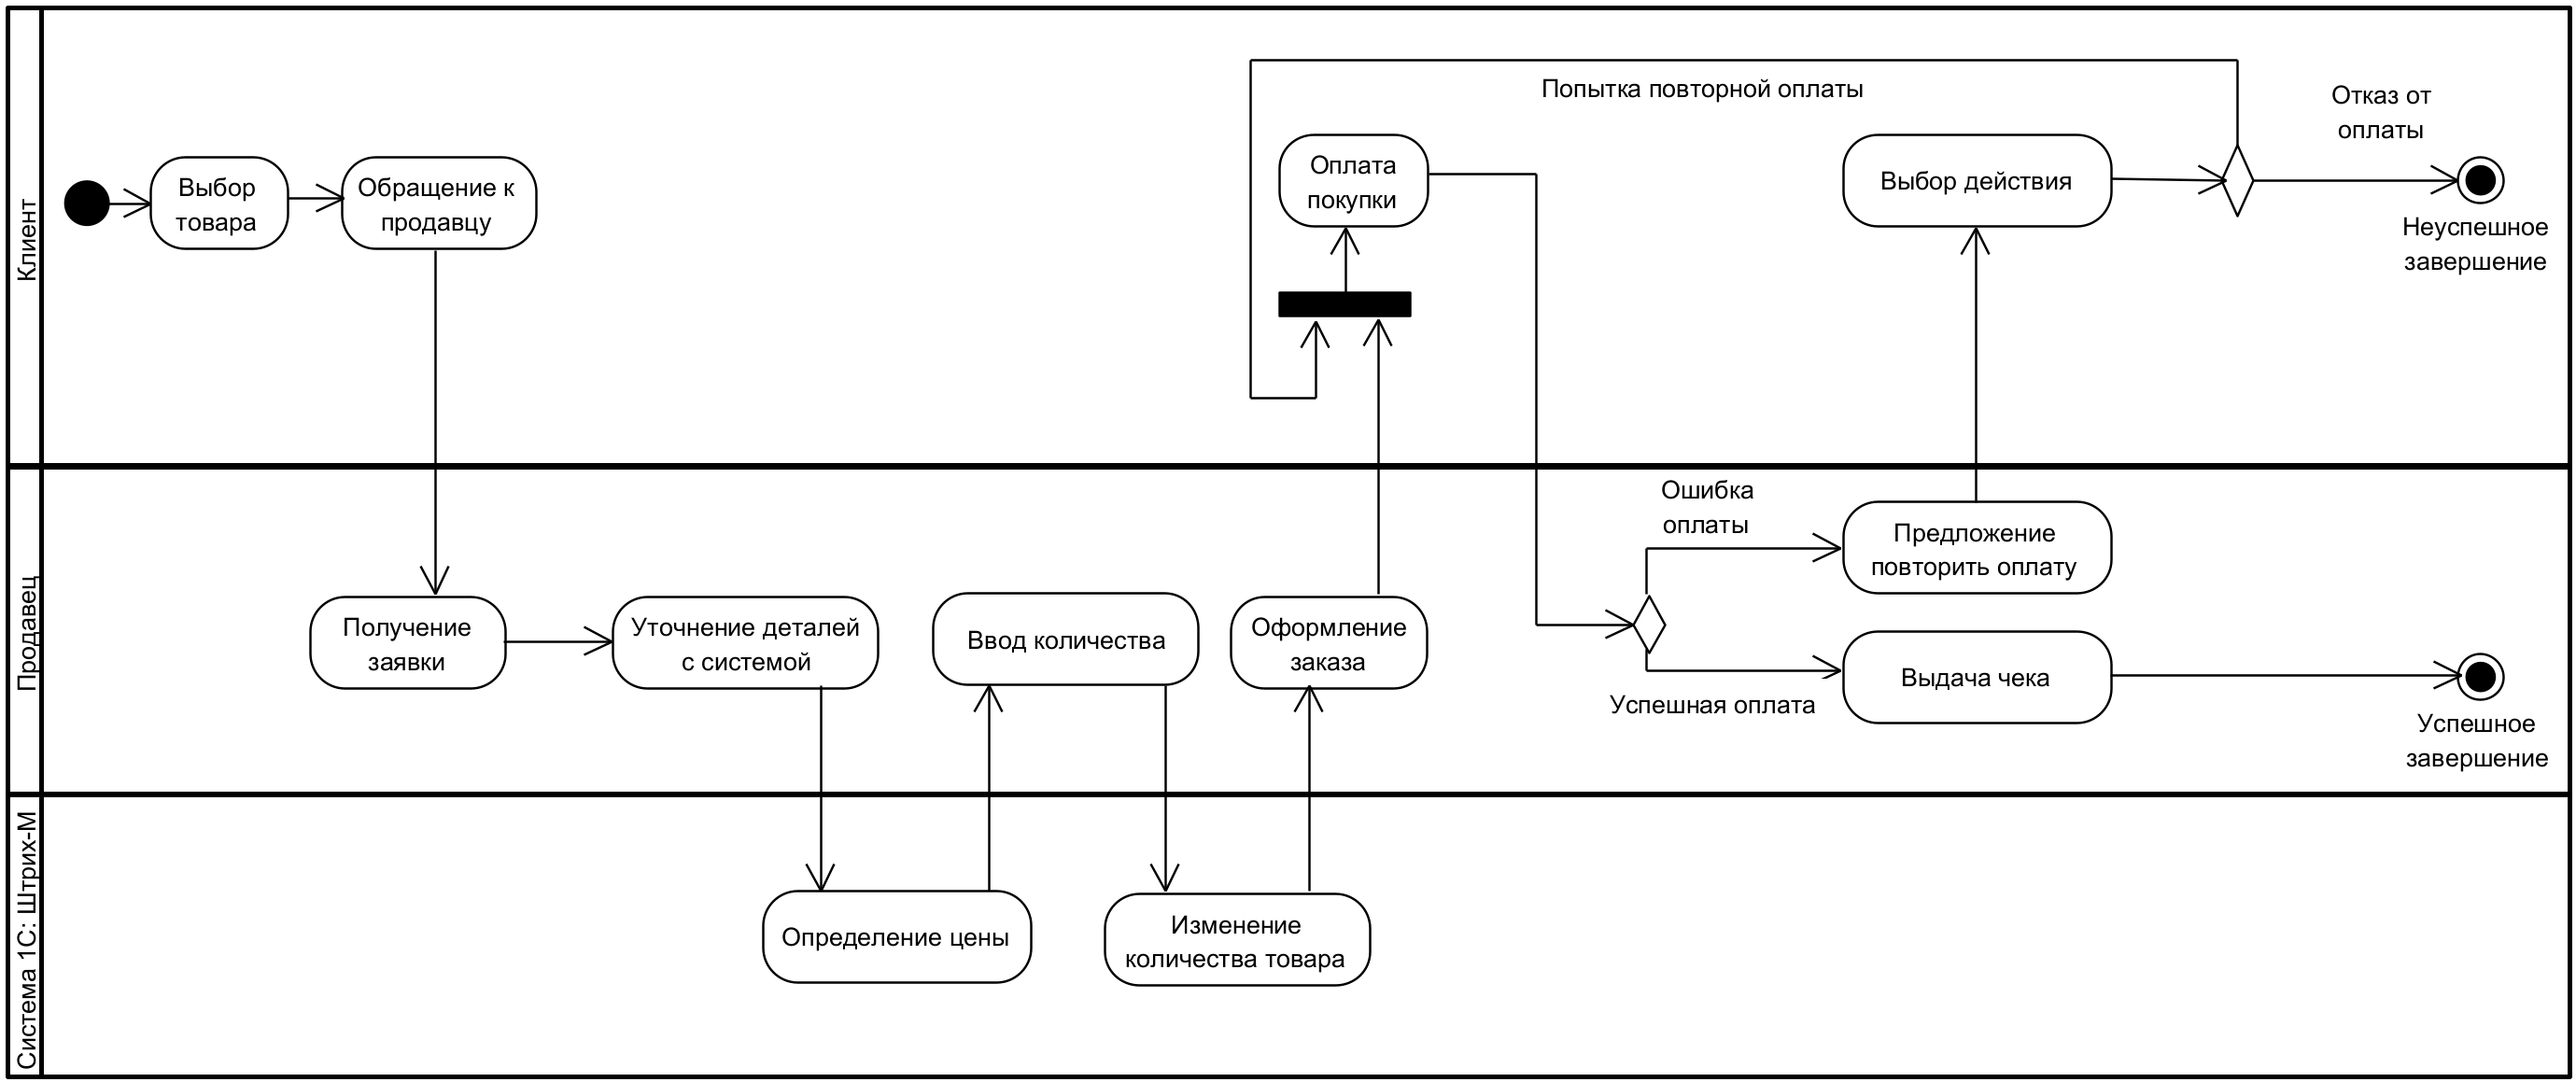 Клиент
Выбор
товара
Обращение к
продавцу
Попытка повторной оплаты
Оплата
покупки
Выбор действия
Отказ от
оплаты
Неуспешное
завершение
Продавец
Получение
заявки
Уточнение деталей
с системой
Ввод количества
Оформление
заказа
Ошибка
оплаты
Предложение
повторить оплату
Успешная оплата
Выдача чека
Успешное
завершение
Система 1С: Штрих-М
Определение цены
Изменение
количества товара